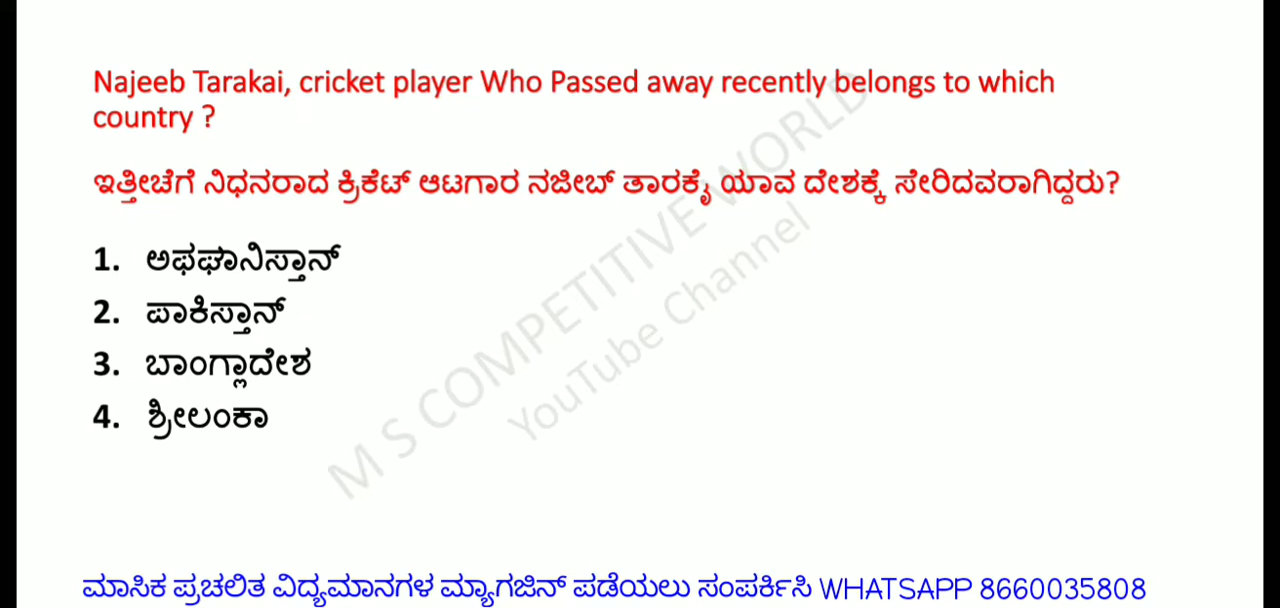 Najeeb Tarakai, cricket player Who Passed away recently belongs to which
country ?
ಇತ್ತೀಚೆಗೆ ನಿಧನರಾದ ಕ್ರಿಕೆಟ್ ಆಟಗಾರ ನಜೀಬ್ ತಾರಕೈ ಯಾವ ದೇಶಕ್ಕೆ ಸೇರಿದವರಾಗಿದ್ದರು?
1. ಅಫಘಾನಿಸ್ತಾನ್
2. ಪಾಕಿಸ್ತಾನ್
3. ಬಾಂಗ್ಲಾದೇಶ
4. ಶ್ರೀಲಂಕಾ
M S COMPETITIVE WORLD
YouTube Channel
ಮಾಸಿಕ ಪ್ರಚಲಿತ ವಿದ್ಯಮಾನಗಳ ಮ್ಯಾಗಜಿನ್ ಪಡೆಯಲು ಸಂಪರ್ಕಿಸಿ WHATSAPP 8660035808